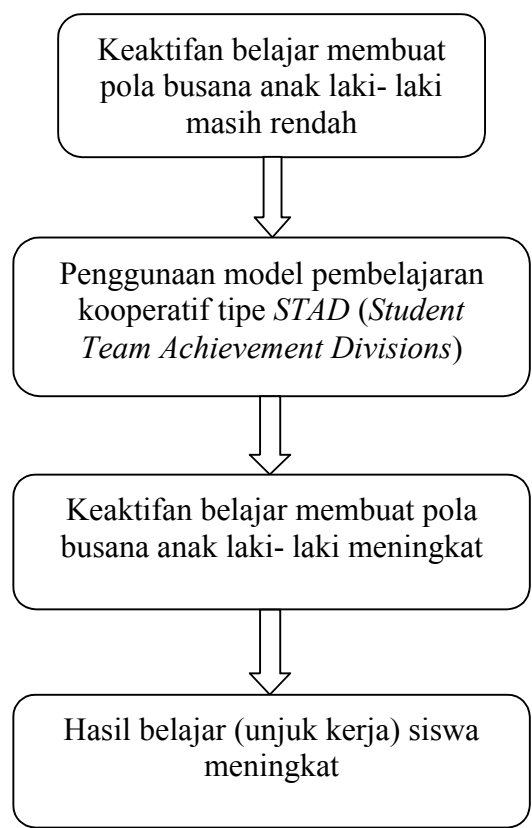 Keaktifan belajar membuat
pola busana anak laki- laki
masih rendah
Penggunaan model pembelajaran
kooperatif tipe STAD (Student
Team Achievement Divisions)
Keaktifan belajar membuat pola
busana anak laki- laki meningkat
Hasil belajar (unjuk kerja) siswa
meningkat